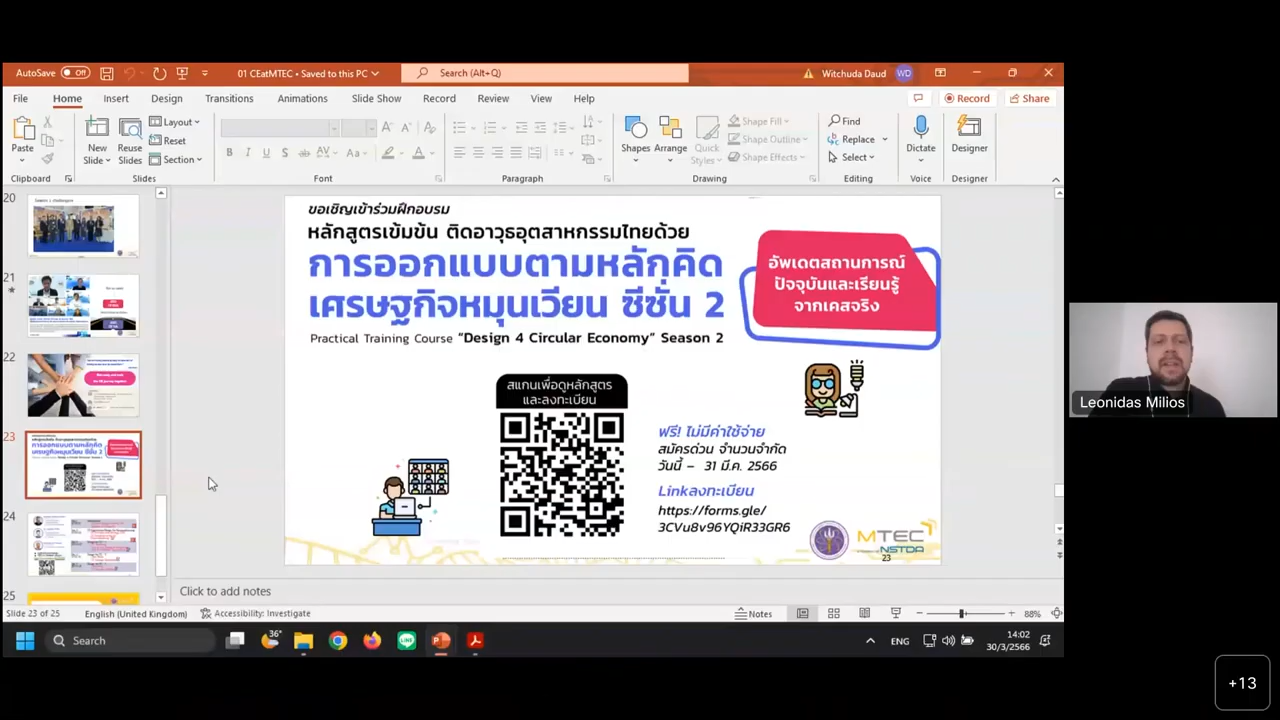 AutoSave Off
01 CEatMTEC • Saved to this PC
Search (Alt+Q)
Witchuda Daud WD
File Home Insert Design Transitions Animations Slide Show Record Review View Help
Record Share
Paste
New Slide
Reuse Slides
Layout
Reset
Section
Shapes
Arrange
Quick Styles
Shape Fill
Shape Outline
Shape Effects
Find
Replace
Select
Dictate
Designer
Clipboard Slides Font Paragraph Drawing Editing Voice Designer
20
21
22
23
24
25
ขอเชิญเข้าร่วมฝึกอบรม
หลักสูตรเข้มข้น ติดอาวุธอุตสาหกรรมไทยด้วย
การออกแบบตามหลักคิด
เศรษฐกิจหมุนเวียน ซีซั่น 2
Practical Training Course “Design 4 Circular Economy” Season 2
อัพเดตสถานการณ์
ปัจจุบันและเรียนรู้
จากเคสจริง
สแกนเพื่อดูหลักสูตร
และลงทะเบียน
ฟรี! ไม่มีค่าใช้จ่าย
สมัครด่วน จำนวนจำกัด
วันนี้ – 31 มี.ค. 2566
Linkลงทะเบียน
https://forms.gle/
3CVu8v96YQiR33GR6
MTEC
NSTDA
23
Click to add notes
Slide 23 of 25 English (United Kingdom) Accessibility: Investigate Notes 88%
Search
36°
ENG
14:02
30/3/2566
Leonidas Milios
+13